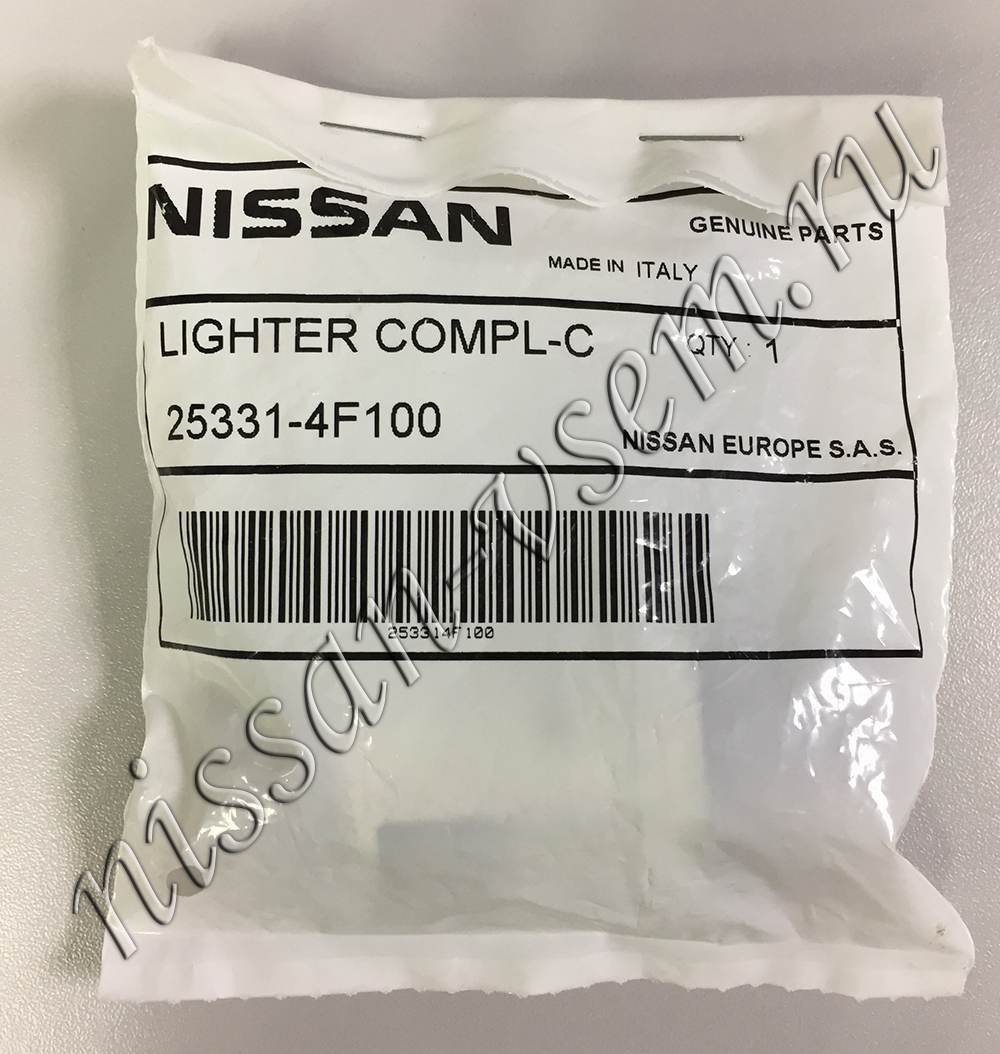 NISSAN
GENUINE PARTS
MADE IN ITALY
LIGHTER COMPL-C
QTY : 1
25331-4F100
NISSAN EUROPE S.A.S.
253314F100
nissan-vsem.ru